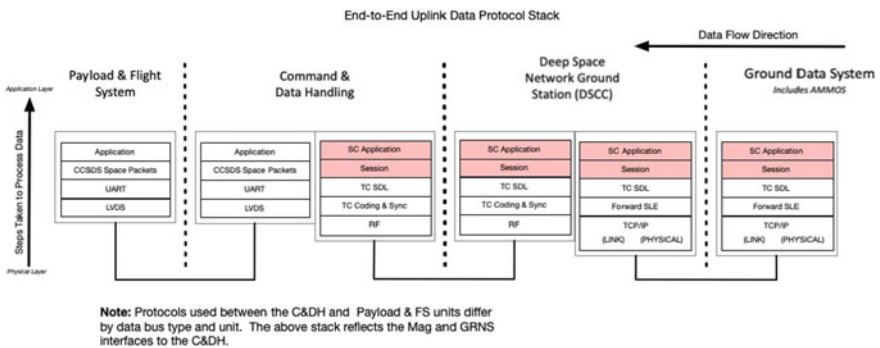 End-to-End Uplink Data Protocol Stack
Data Flow Direction
Payload & Flight
System
Command &
Data Handling
Deep Space
Network Ground
Station (DSCC)
Ground Data System
Includes AMMOS
Application Layer
Steps Taken to Process Data
Physical Layer
Application
CCSDS Space Packets
UART
LVDS
Application
CCSDS Space Packets
UART
LVDS
SC Application
Session
TC SDL
TC Coding & Sync
RF
SC Application
Session
TC SDL
TC Coding & Sync
RF
SC Application
Session
TC SDL
Forward SLE
TCP/IP
(LINK) (PHYSICAL)
SC Application
Session
TC SDL
Forward SLE
TCP/IP
(LINK) (PHYSICAL)
Note: Protocols used between the C&DH and Payload & FS units differ
by data bus type and unit. The above stack reflects the Mag and GRNS
interfaces to the C&DH.